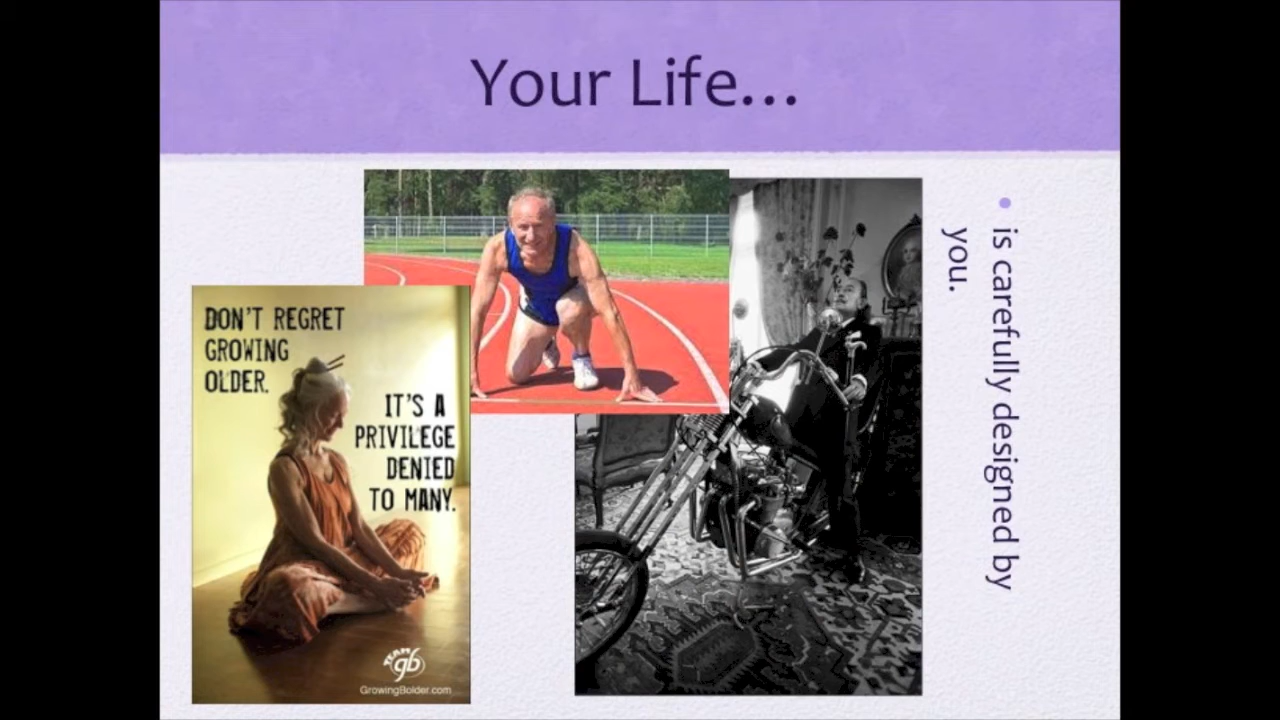 Your Life...
DON'T REGRET
GROWING
OLDER.
IT'S A
PRIVILEGE
DENIED
TO MANY.
TEAM
gb
GrowingBolder.com
• is carefully designed by
you.